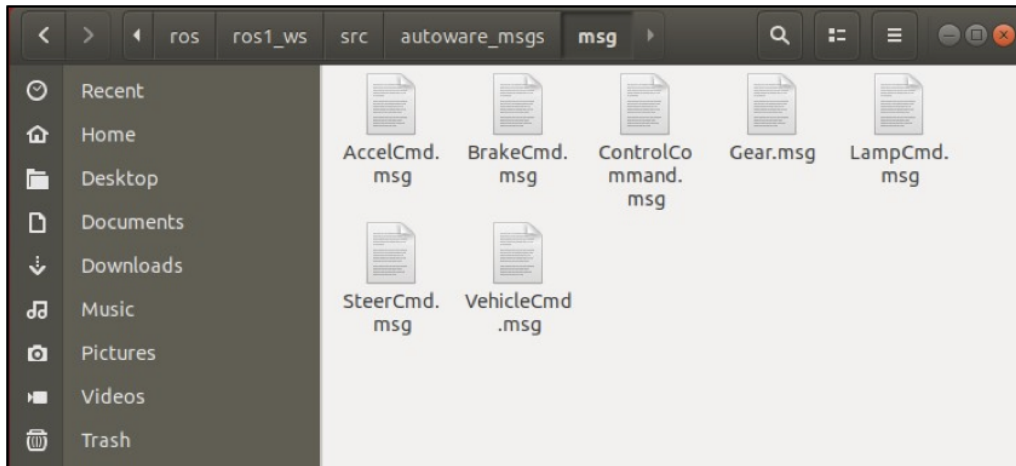 ros ros1_ws src autoware_msgs msg
Recent
Home
Desktop
Documents
Downloads
Music
Pictures
Videos
Trash
AccelCmd.
msg
BrakeCmd.
msg
ControlCo
mmand.
msg
Gear.msg
LampCmd.
msg
SteerCmd.
msg
VehicleCmd
.msg